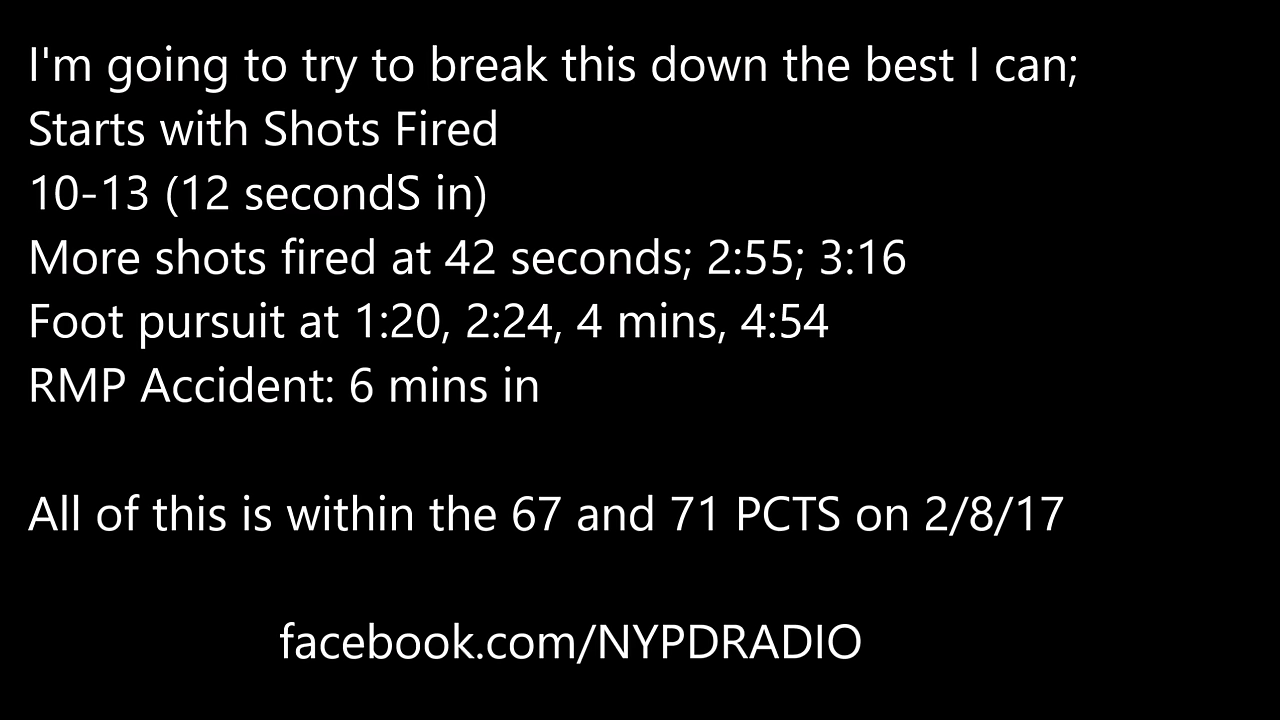 I'm going to try to break this down the best I can;
Starts with Shots Fired
10-13 (12 secondS in)
More shots fired at 42 seconds; 2:55; 3:16
Foot pursuit at 1:20, 2:24, 4 mins, 4:54
RMP Accident: 6 mins in
All of this is within the 67 and 71 PCTS on 2/8/17
facebook.com/NYPDRADIO